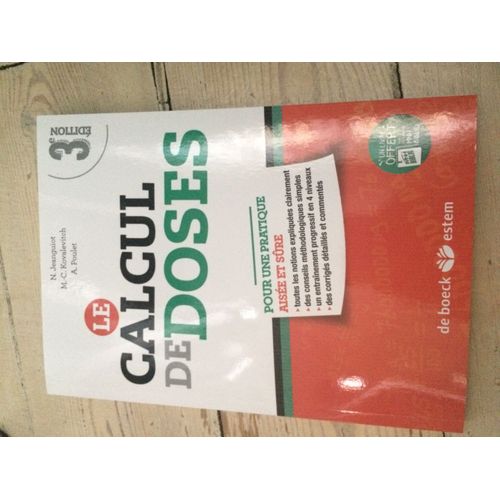 N. Jeanguiot
M.-C. Kovalevitch
A. Poulet
3e
ÉDITION
LE
CALCUL
DE DOSES
POUR UNE PRATIQUE
AISÉE ET SÛRE
› toutes les notions expliquées clairement
› des conseils méthodologiques simples
› un entraînement progressif en 4 niveaux
› des corrigés détaillés et commentés
OFFERT
de boeck estem